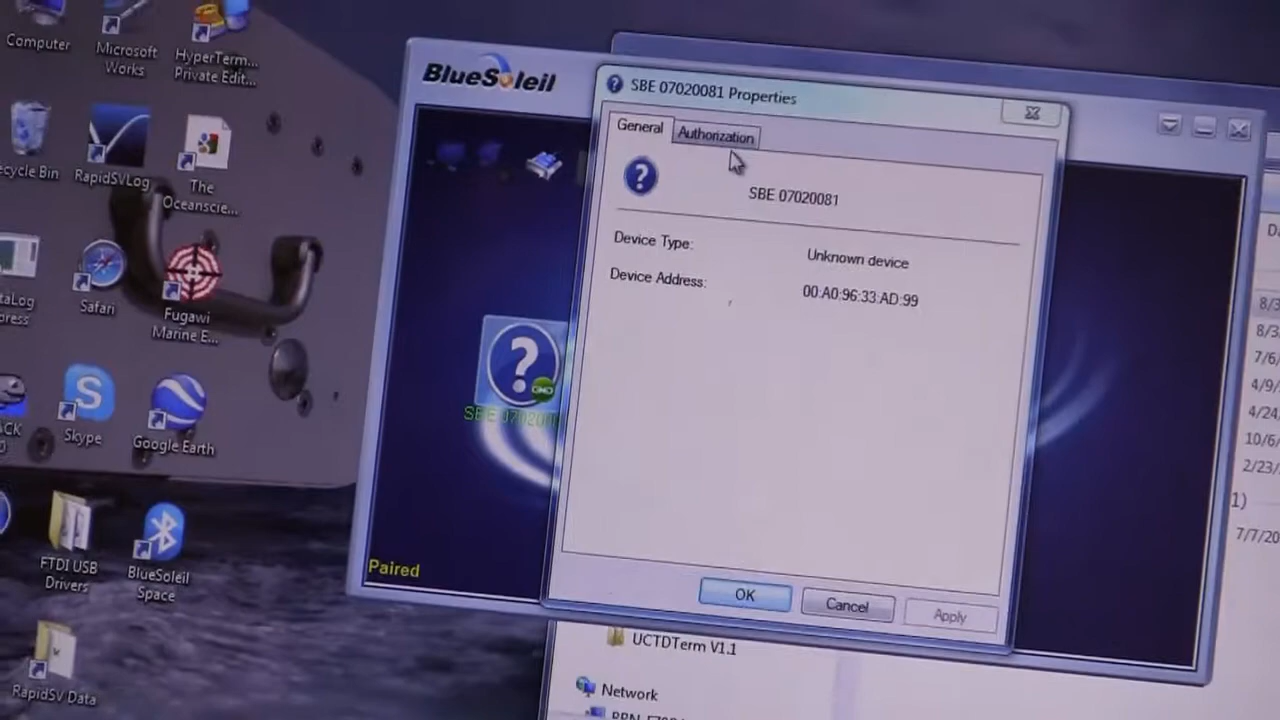 Computer
Microsoft
Works
HyperTerm...
Private Edit...
RapidSVLog
The
Oceanscie...
Safari
Fugawi
Marine E...
Skype
Google Earth
FTDI USB
Drivers
BlueSoleil
Space
RapidSV Data
BlueSoleil
SBE 07020081 Properties
General
Authorization
SBE 07020081
Device Type:
Unknown device
Device Address:
00:A0:96:33:AD:99
Paired
OK
Cancel
Apply
UCTDTerm V1.1
Network